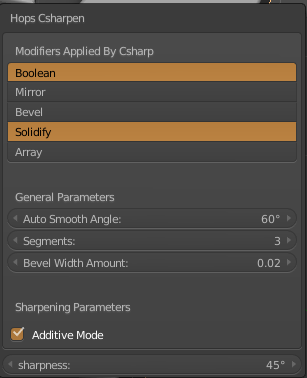 Hops Csharpen
Modifiers Applied By Csharp
Boolean
Mirror
Bevel
Solidify
Array
General Parameters
Auto Smooth Angle: 60°
Segments: 3
Bevel Width Amount: 0.02
Sharpening Parameters
Additive Mode
sharpness: 45°